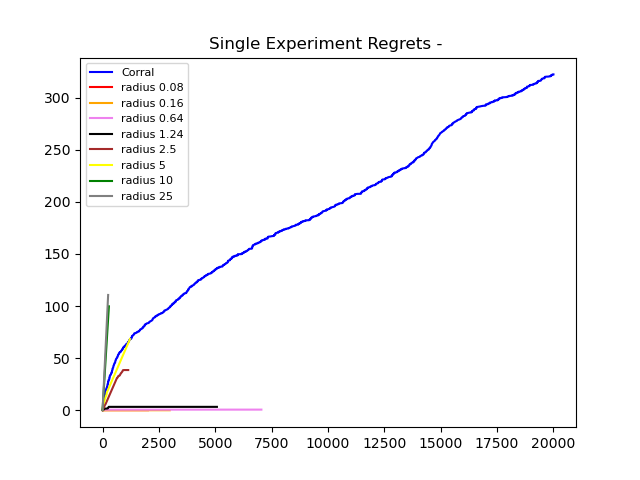 Single Experiment Regrets -
Corral
radius 0.08
radius 0.16
radius 0.64
radius 1.24
radius 2.5
radius 5
radius 10
radius 25
300
250
200
150
100
50
0
0 2500 5000 7500 10000 12500 15000 17500 20000